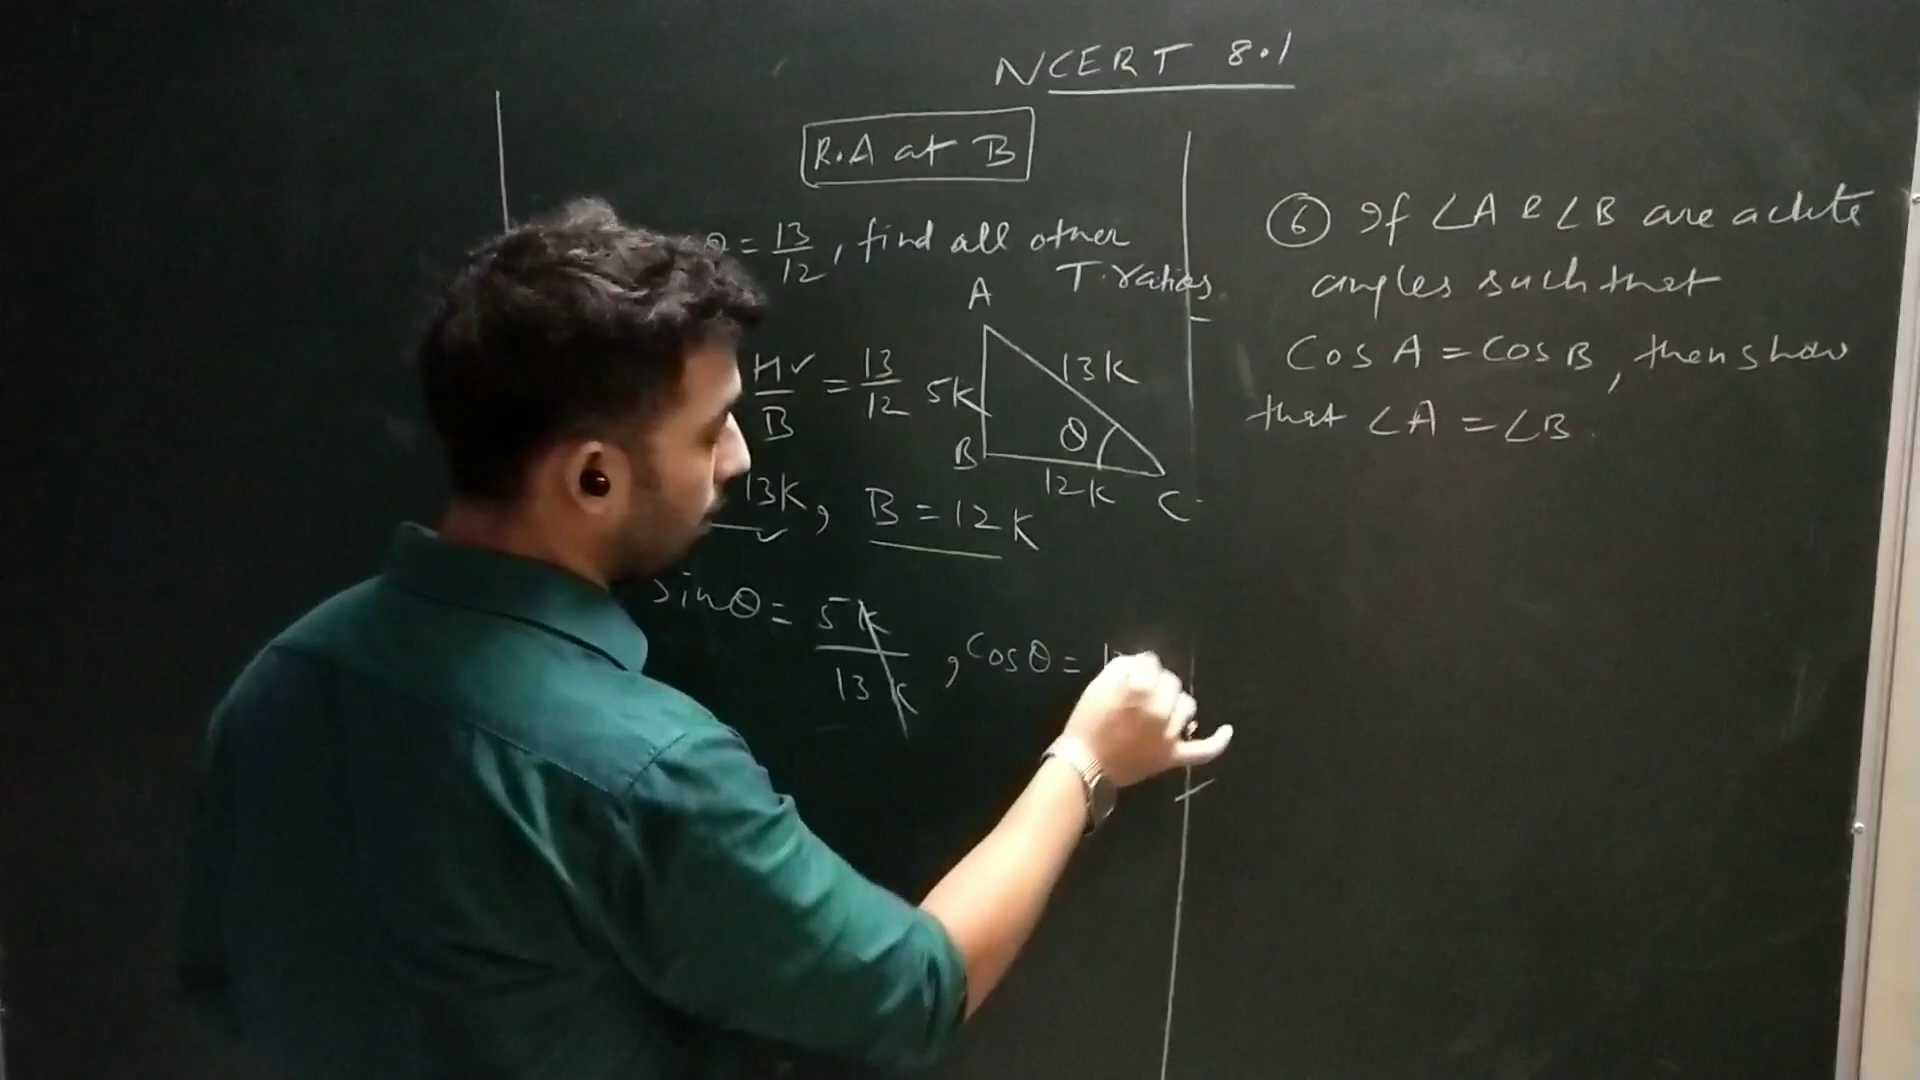 NCERT 8.1
R.A at B
θ = 13/12, find all other
T. ratios
A
H/B = 13/12
5K
13K
θ
B
12K
C
13K, B = 12K
sinθ = 5K/13K, cosθ =
6 If ∠A & ∠B are acute
angles such that
Cos A = Cos B, then show
that ∠A = ∠B.